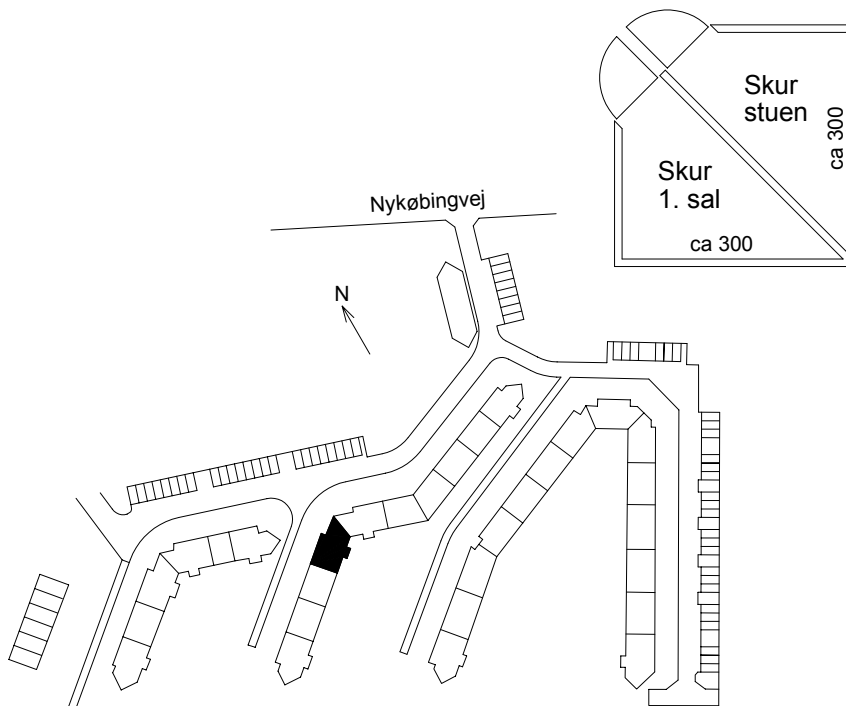 Skur
stuen
ca 300
Skur
1. sal
ca 300
Nykøbingvej
N